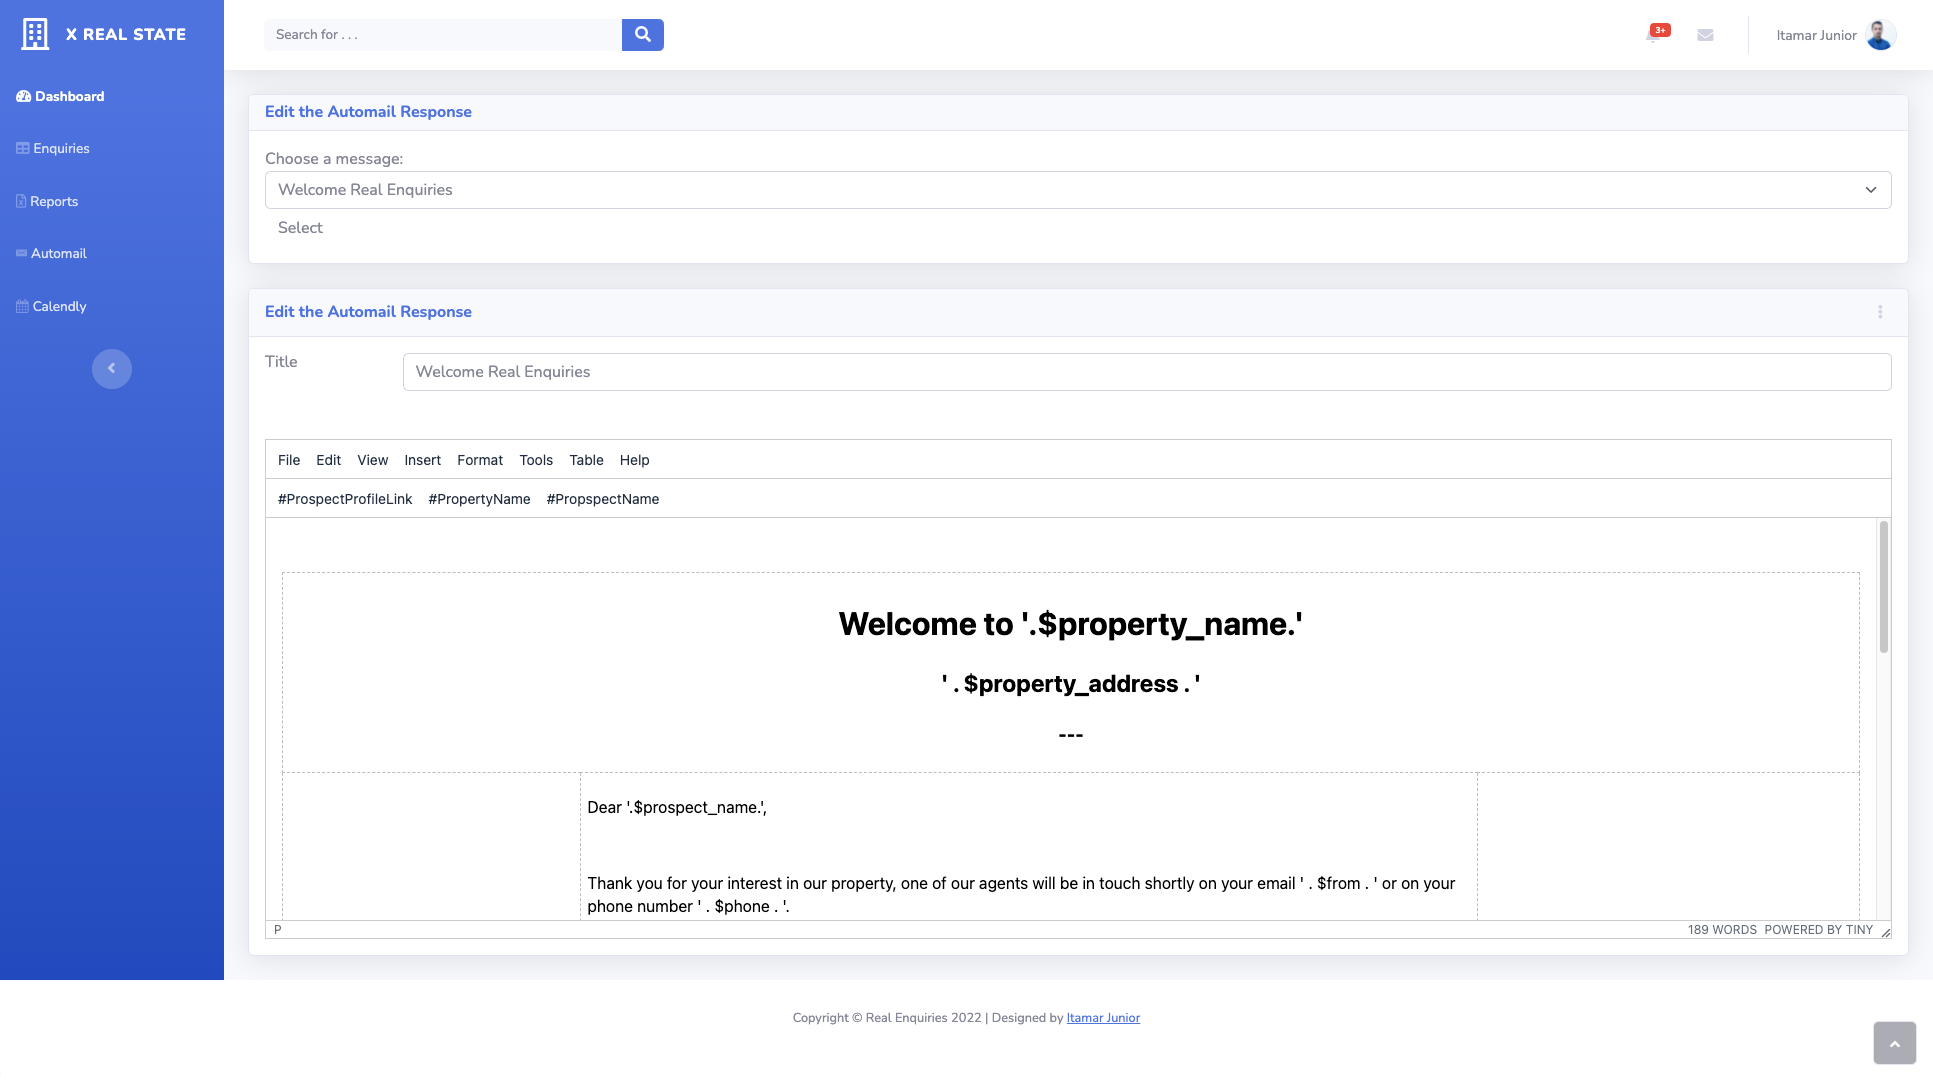 X REAL STATE
Search for . . .
3+
Itamar Junior
Dashboard
Enquiries
Reports
Automail
Calendly
Edit the Automail Response
Choose a message:
Welcome Real Enquiries
Select
Edit the Automail Response
Title
Welcome Real Enquiries
File Edit View Insert Format Tools Table Help
#ProspectProfileLink #PropertyName #PropspectName
Welcome to '.$property_name.'
' . $property_address . '
---
Dear '.$prospect_name.',
Thank you for your interest in our property, one of our agents will be in touch shortly on your email ' . $from . ' or on your
phone number ' . $phone . '.
P
189 WORDS POWERED BY TINY
Copyright © Real Enquiries 2022 | Designed by Itamar Junior